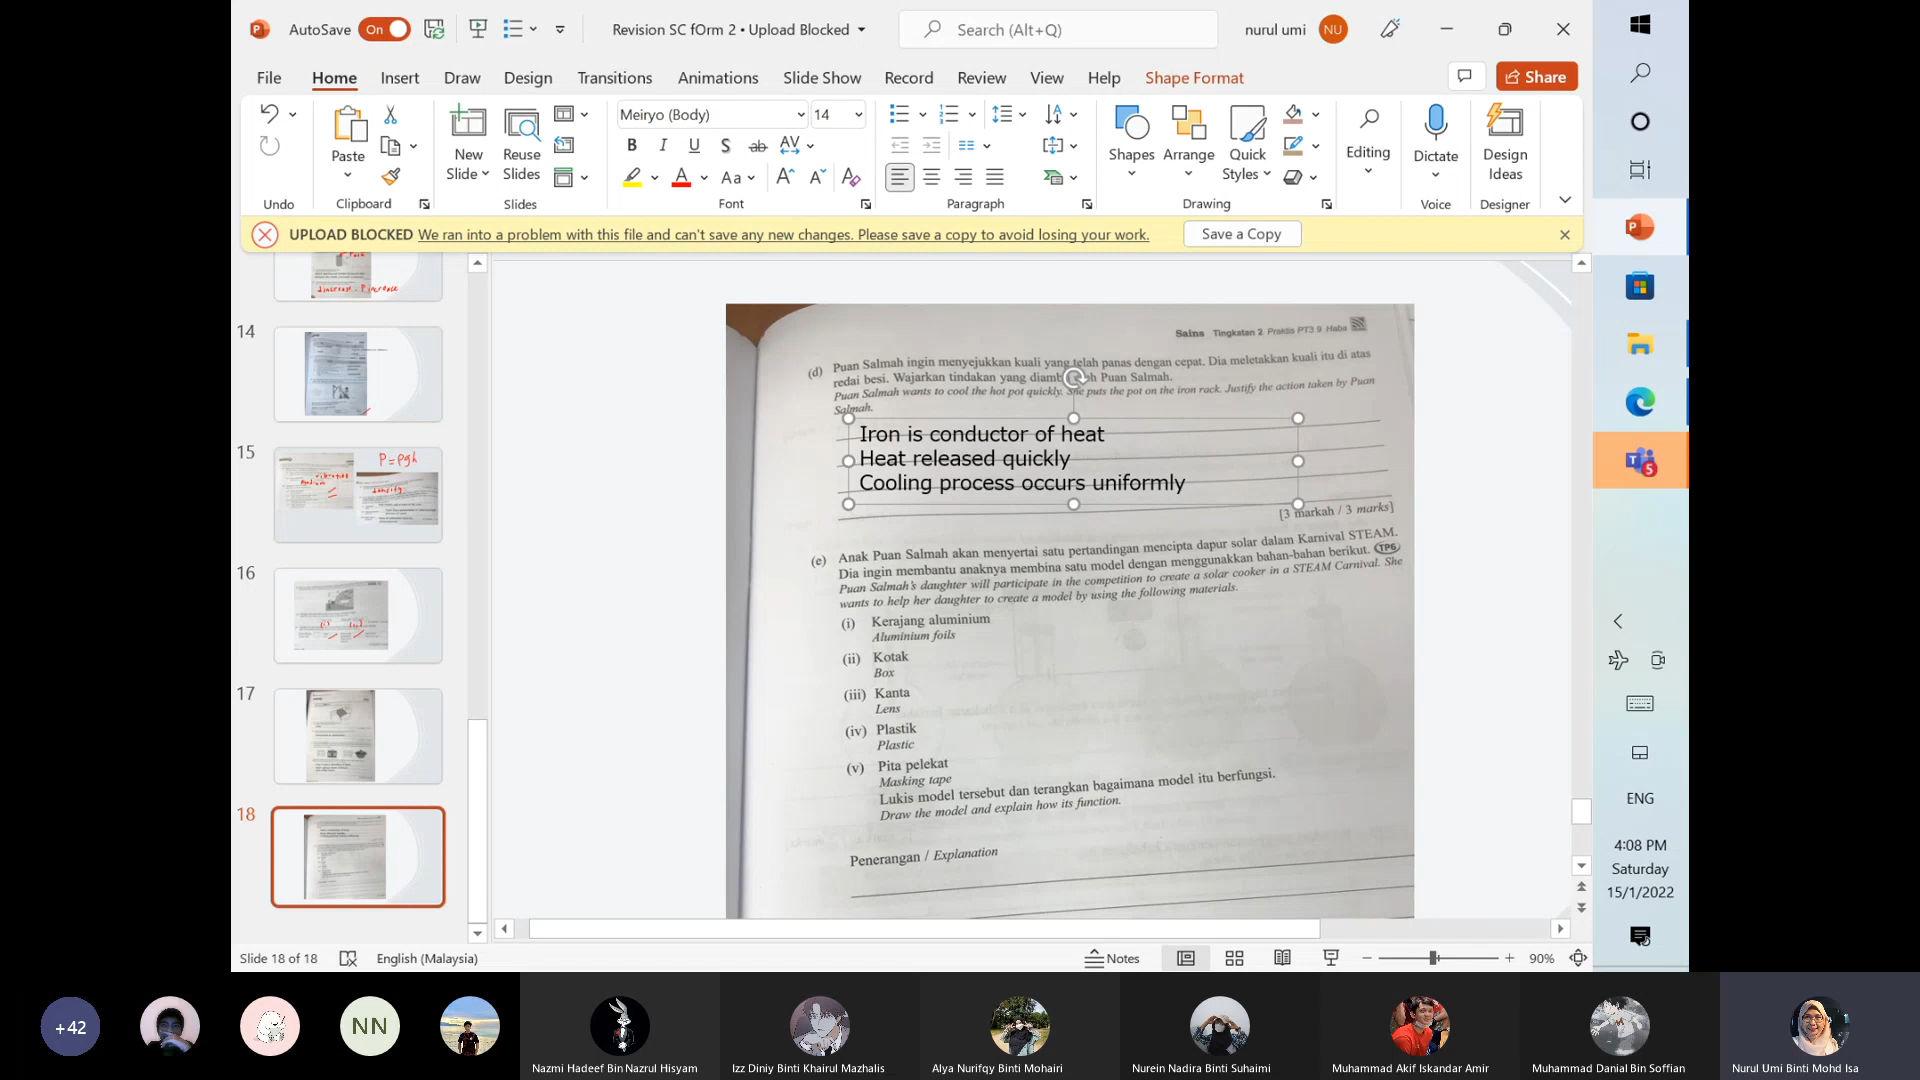 AutoSave On
Revision SC fOrm 2 • Upload Blocked
Search (Alt+Q)
nurul umi NU
File Home Insert Draw Design Transitions Animations Slide Show Record Review View Help Shape Format Share
Meiryo (Body) 14
Paste
New Slide
Reuse Slides
Shapes Arrange Quick Styles
Editing
Dictate
Design Ideas
Undo Clipboard Slides Font Paragraph Drawing Voice Designer
UPLOAD BLOCKED We ran into a problem with this file and can't save any new changes. Please save a copy to avoid losing your work. Save a Copy
14
15
P=ρgh
16
17
18
Sains Tingkatan 2 Praktis PT3 9 Haba
(d) Puan Salmah ingin menyejukkan kuali yang telah panas dengan cepat. Dia meletakkan kuali itu di atas
redai besi. Wajarkan tindakan yang Puan Salmah.
Puan Salmah wants to cool the hot pot quickly. She puts the pot on the iron rack. Justify the action taken by Puan
Salmah.
Iron is conductor of heat
Heat released quickly
Cooling process occurs uniformly
[3 markah / 3 marks]
(e) Anak Puan Salmah akan menyertai satu pertandingan mencipta dapur solar dalam Karnival STEAM.
Dia ingin membantu anaknya membina satu model dengan menggunakkan bahan-bahan berikut. TP6
Puan Salmah's daughter will participate in the competition to create a solar cooker in a STEAM Carnival. She
wants to help her daughter to create a model by using the following materials.
(i) Kerajang aluminium
Aluminium foils
(ii) Kotak
Box
(iii) Kanta
Lens
(iv) Plastik
Plastic
(v) Pita pelekat
Masking tape
Lukis model tersebut dan terangkan bagaimana model itu berfungsi.
Draw the model and explain how its function.
Penerangan / Explanation
Slide 18 of 18 English (Malaysia) Notes 90%
ENG
4:08 PM
Saturday
15/1/2022
+42
NN
Nazmi Hadeef Bin Nazrul Hisyam
Izz Diniy Binti Khairul Mazhalis
Alya Nurifqy Binti Mohairi
Nurein Nadira Binti Suhaimi
Muhammad Akif Iskandar Amir
Muhammad Danial Bin Soffian
Nurul Umi Binti Mohd Isa